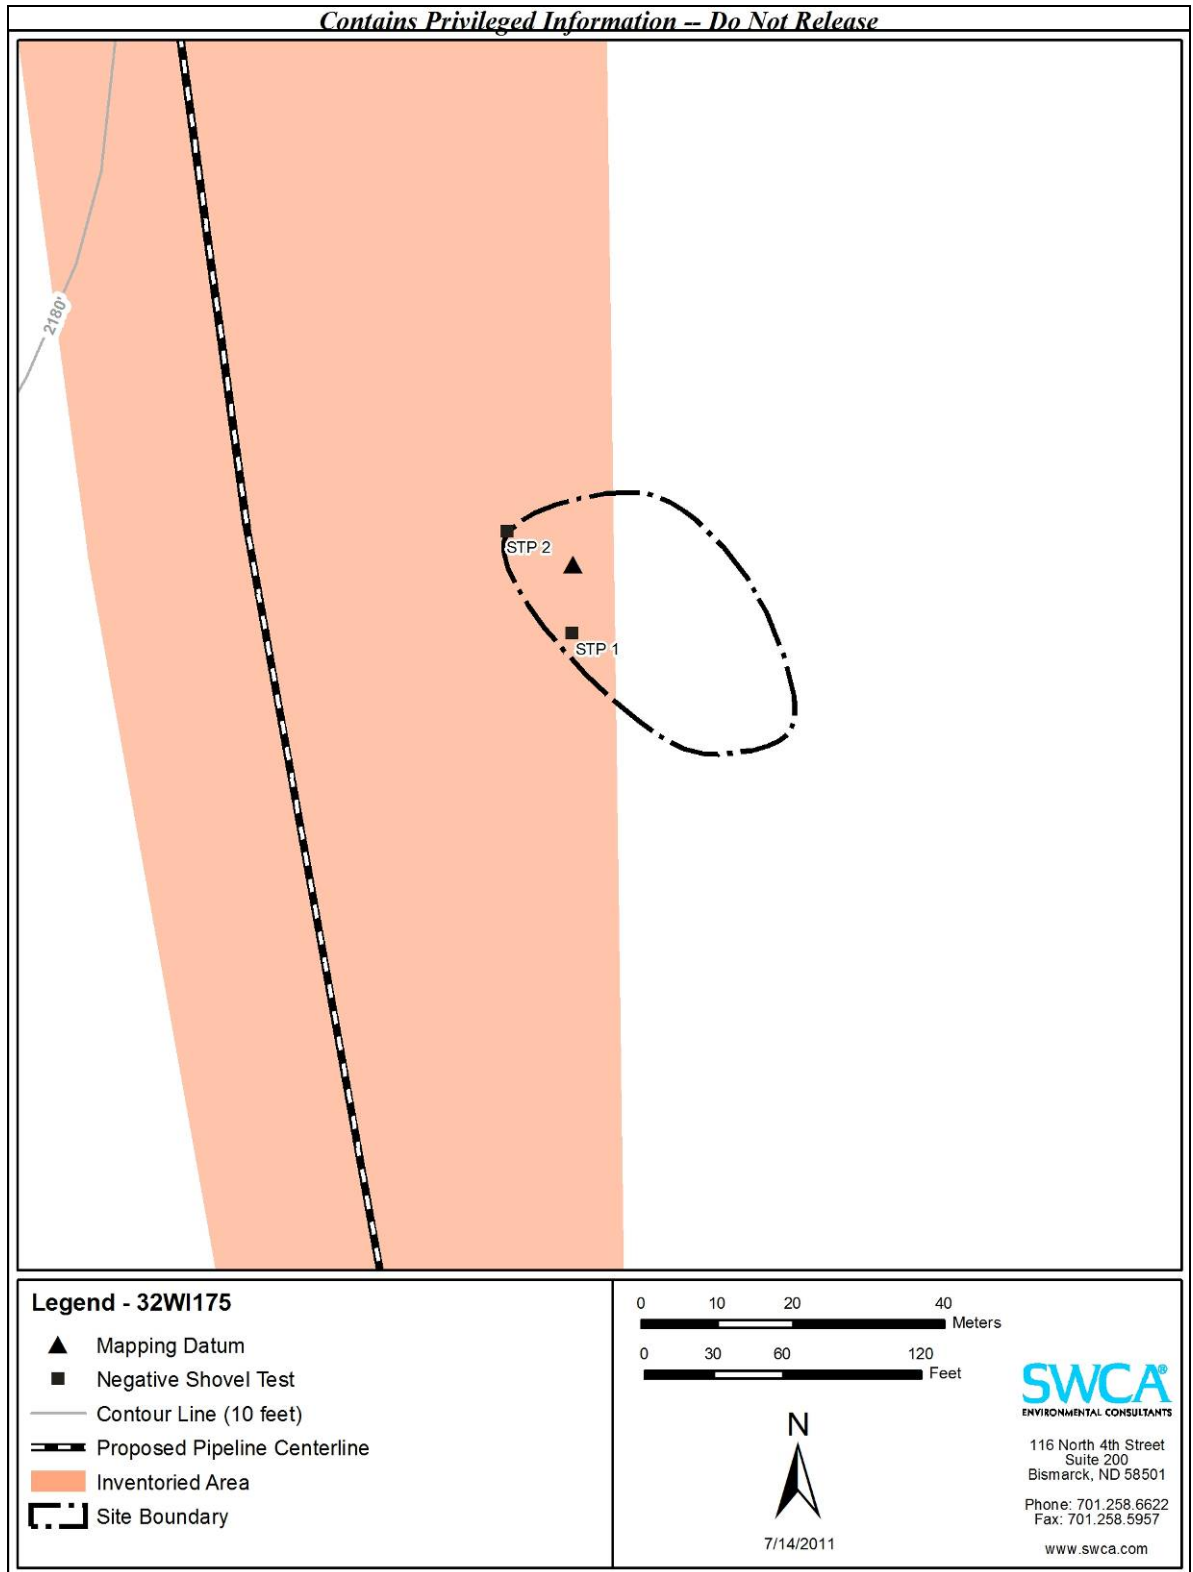 Contains Privileged Information -- Do Not Release
2180'
STP 2
STP 1
Legend - 32WI175
Mapping Datum
Negative Shovel Test
Contour Line (10 feet)
Proposed Pipeline Centerline
Inventoried Area
Site Boundary
0 10 20 40
Meters
0 30 60 120
Feet
N
7/14/2011
SWCA®
ENVIRONMENTAL CONSULTANTS
116 North 4th Street
Suite 200
Bismarck, ND 58501
Phone: 701.258.6622
Fax: 701.258.5957
www.swca.com